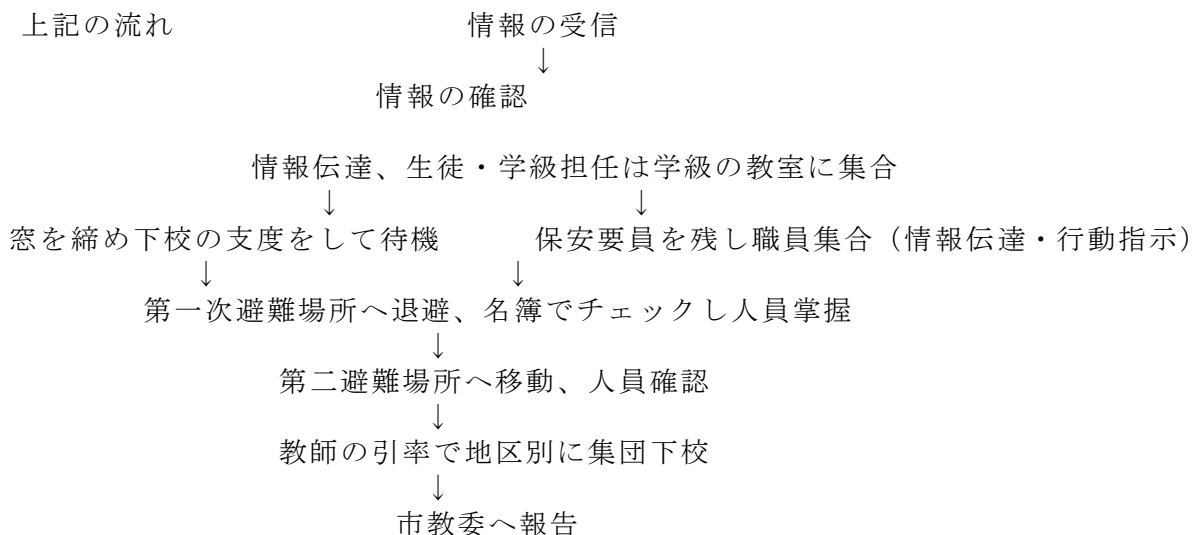 上記の流れ　情報の受信
↓
情報の確認
情報伝達、生徒・学級担任は学級の教室に集合
↓　↓
窓を締め下校の支度をして待機　保安要員を残し職員集合（情報伝達・行動指示）
↓　↓
第一次避難場所へ退避、名簿でチェックし人員掌握
↓
第二避難場所へ移動、人員確認
↓
教師の引率で地区別に集団下校
↓
市教委へ報告